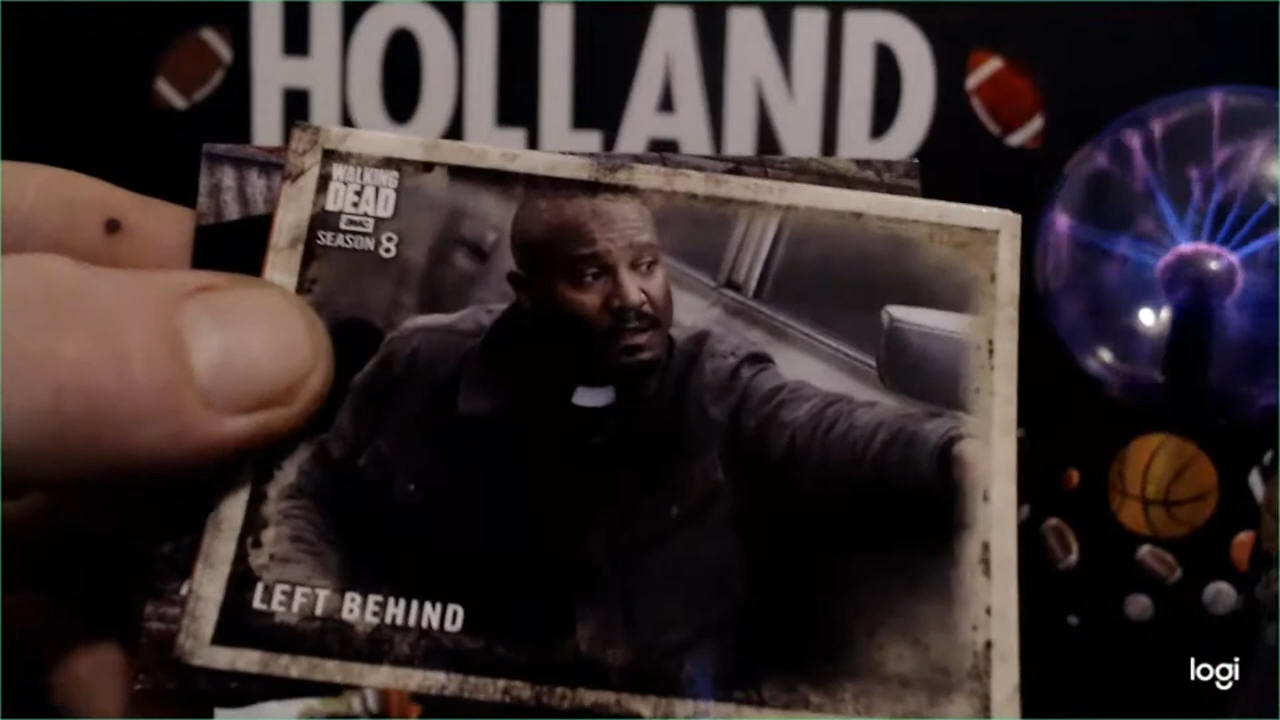 HOLLAND
WALKING
DEAD
AMC
SEASON 8
LEFT BEHIND
logi